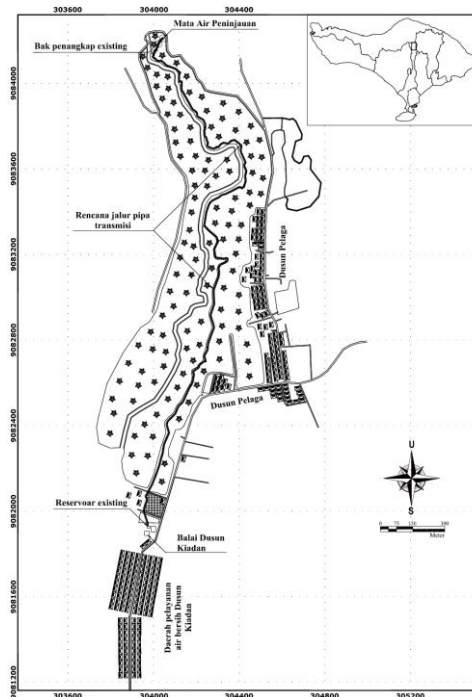 303600 304000 304400
Mata Air Peninjauan
Bak penangkap existing
9084000
9083600
Rencana jalur pipa
transmisi
Dusun Pelaga
9083200
9082800
Dusun Pelaga
9082400
U
S
9082000
Reservoar existing
Meter
Balai Dusun
Kiadan
Daerah pelayanan
air bersih Dusun
Kiadan
9081600
9081200
303600 304000 304400 304800 305200